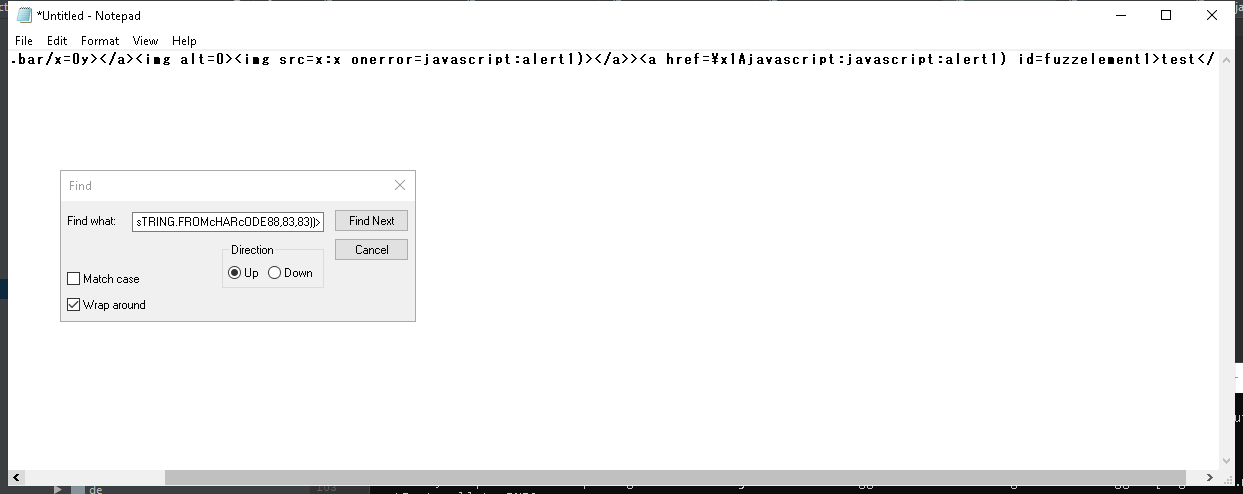 *Untitled - Notepad
File Edit Format View Help
.bar/x=0y></a><img alt=0><img src=x:x onerror=javascript:alert1)></a>><a href=¥x1Ajavascript:javascript:alert1) id=fuzzelement1>test</
Find
Find what: sTRING.FROMcHARcODE88,83,83))> Find Next
Direction Cancel
Up Down
Match case
Wrap around
de 103